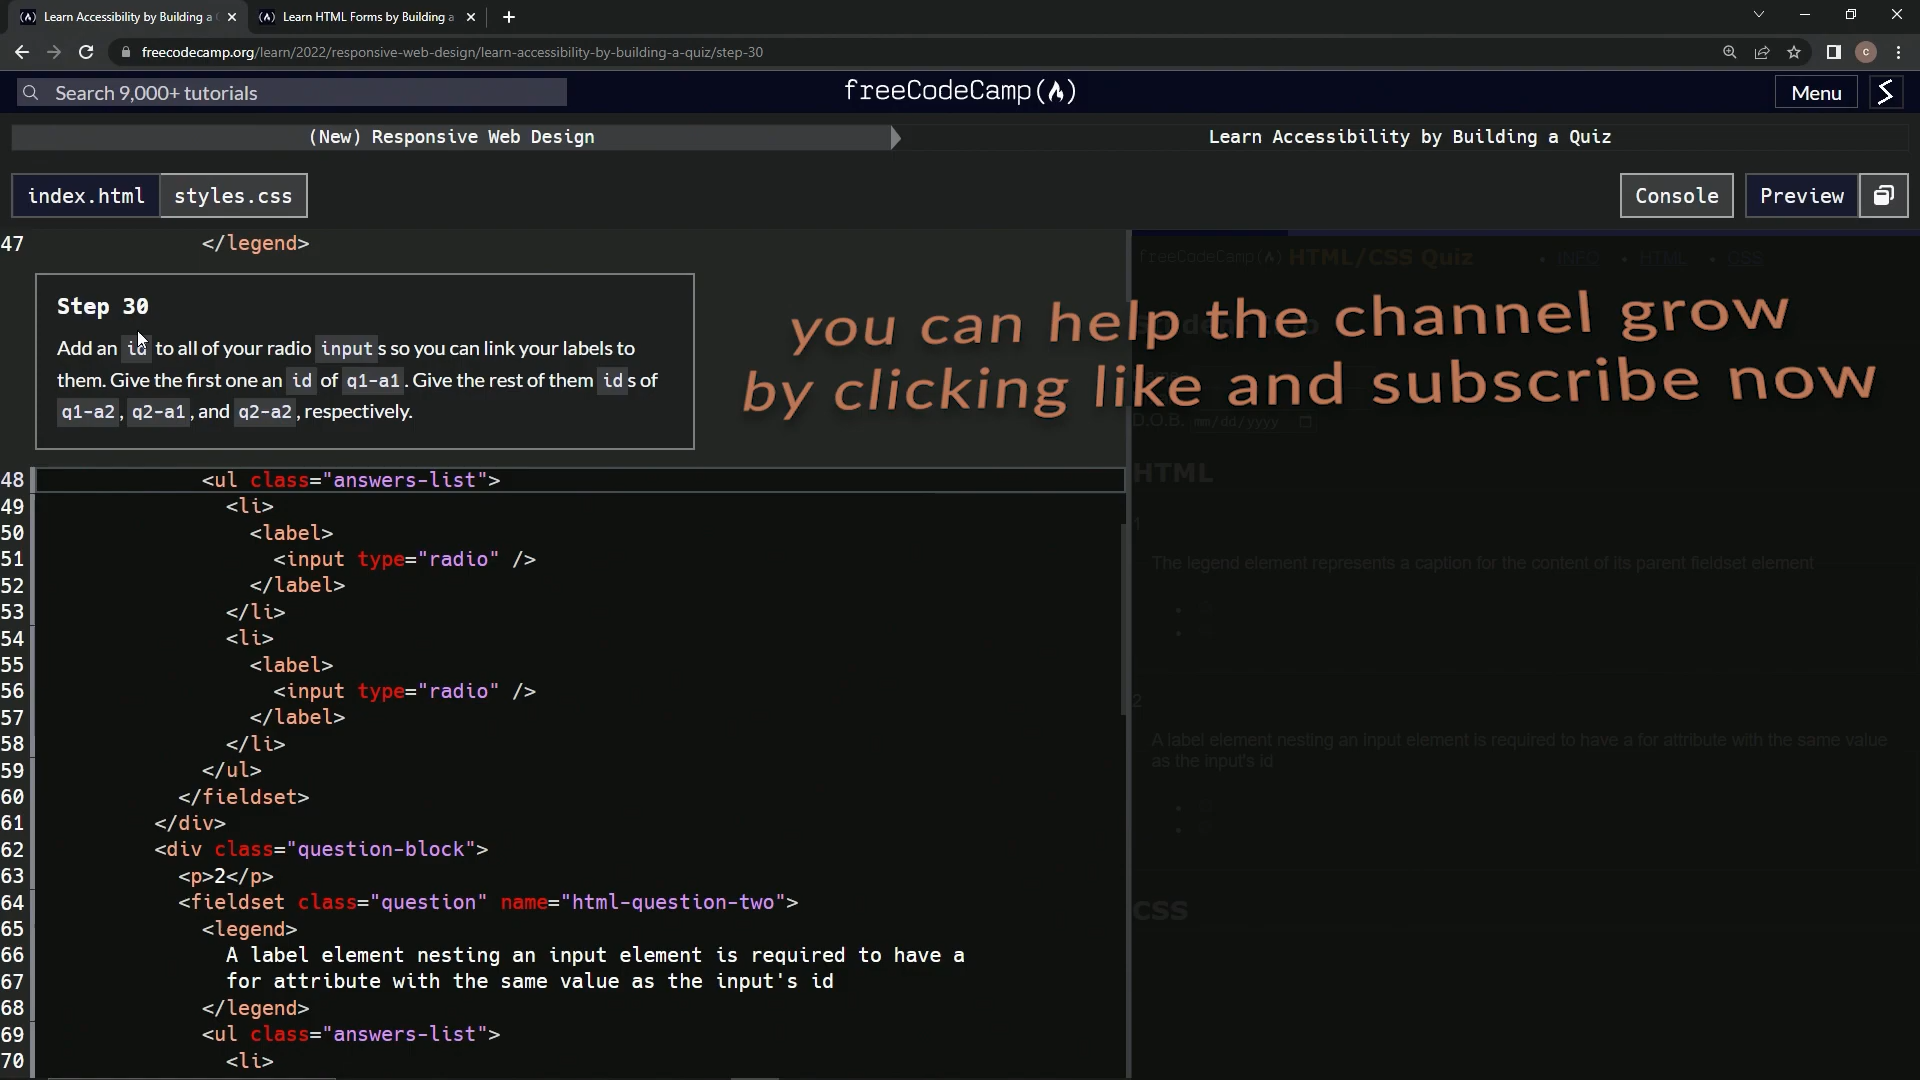 Learn Accessibility by Building a
Learn HTML Forms by Building a
freecodecamp.org/learn/2022/responsive-web-design/learn-accessibility-by-building-a-quiz/step-30
c
Search 9,000+ tutorials
freeCodeCamp(🔥)
Menu
(New) Responsive Web Design
Learn Accessibility by Building a Quiz
index.html
styles.css
Console
Preview
47 </legend>
Step 30
Add an id to all of your radio inputs so you can link your labels to
them. Give the first one an id of q1-a1. Give the rest of them ids of
q1-a2, q2-a1, and q2-a2, respectively.
48 <ul class="answers-list">
49 <li>
50 <label>
51 <input type="radio" />
52 </label>
53 </li>
54 <li>
55 <label>
56 <input type="radio" />
57 </label>
58 </li>
59 </ul>
60 </fieldset>
61 </div>
62 <div class="question-block">
63 <p>2</p>
64 <fieldset class="question" name="html-question-two">
65 <legend>
66 A label element nesting an input element is required to have a
67 for attribute with the same value as the input's id
68 </legend>
69 <ul class="answers-list">
70 <li>
freeCodeCamp(🔥) HTML/CSS Quiz
INFO
HTML
CSS
you can help the channel grow
by clicking like and subscribe now
D.O.B. mm/dd/yyyy
HTML
1
The legend element represents a caption for the content of its parent fieldset element
2
A label element nesting an input element is required to have a for attribute with the same value
as the input's id
CSS